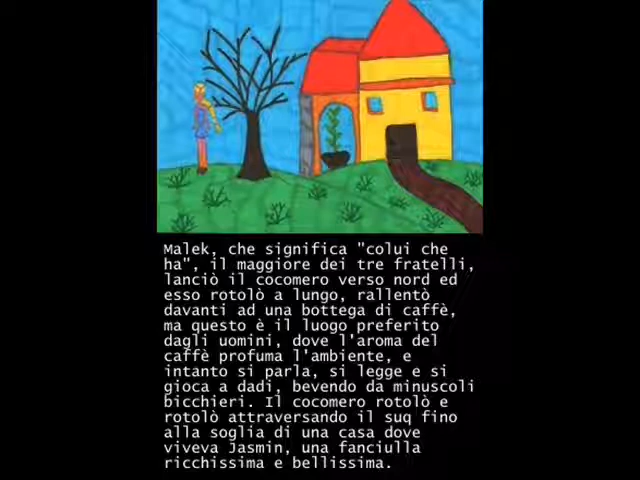 Malek, che significa "colui che
ha", il maggiore dei tre fratelli,
lanciò il cocomero verso nord ed
esso rotolò a lungo, rallentò
davanti ad una bottega di caffè,
ma questo è il luogo preferito
dagli uomini, dove l'aroma del
caffè profuma l'ambiente, e
intanto si parla, si legge e si
gioca a dadi, bevendo da minuscoli
bicchieri. Il cocomero rotolò e
rotolò attraversando il suq fino
alla soglia di una casa dove
viveva Jasmin, una fanciulla
ricchissima e bellissima.